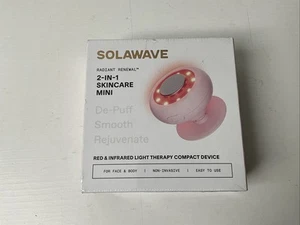 SOLAWAVE
RADIANT RENEWAL™
2-IN-1
SKINCARE
MINI
De-Puff
Smooth
Rejuvenate
RED & INFRARED LIGHT THERAPY COMPACT DEVICE
FOR FACE & BODY | NON-INVASIVE | EASY TO USE